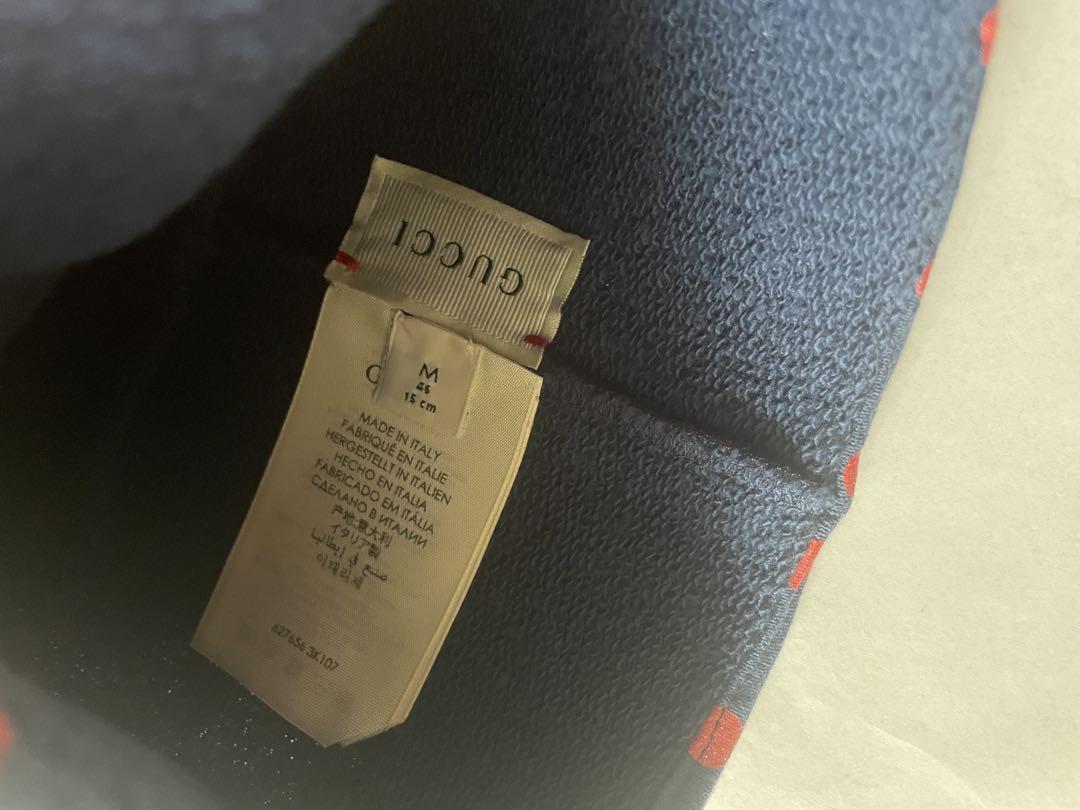 GUCCI
M
46
15 cm
G
MADE IN ITALY
FABRIQUÉ EN ITALIE
HERGESTELLT IN ITALIEN
HECHO EN ITALIA
FABRICADO EM ITÁLIA
СДЕЛАНО В ИТАЛИИ
产地:意大利
イタリア製
صنع في إيطاليا
이태리제
627656 3K107